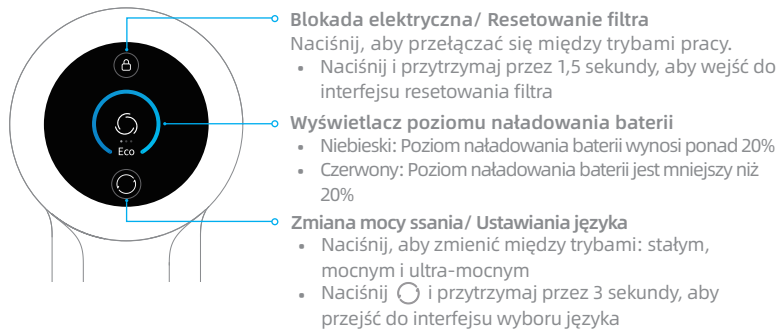 Blokada elektryczna/ Resetowanie filtra
Naciśnij, aby przełączać się między trybami pracy.
• Naciśnij i przytrzymaj przez 1,5 sekundy, aby wejść do
interfejsu resetowania filtra
Eco
Wyświetlacz poziomu naładowania baterii
• Niebieski: Poziom naładowania baterii wynosi ponad 20%
• Czerwony: Poziom naładowania baterii jest mniejszy niż
20%
Zmiana mocy ssania/ Ustawiania języka
• Naciśnij, aby zmienić między trybami: stałym,
mocnym i ultra-mocnym
• Naciśnij i przytrzymaj przez 3 sekundy, aby
przejść do interfejsu wyboru języka